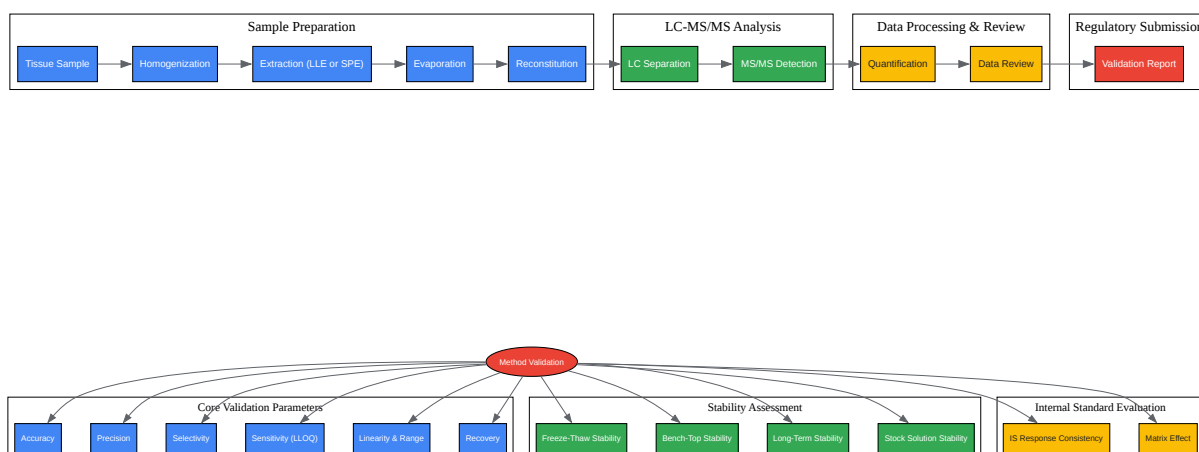 Sample Preparation
LC-MS/MS Analysis
Data Processing & Review
Regulatory Submission
Tissue Sample
Homogenization
Extraction (LLE or SPE)
Evaporation
Reconstitution
LC Separation
MS/MS Detection
Quantification
Data Review
Validation Report
Method Validation
Core Validation Parameters
Stability Assessment
Internal Standard Evaluation
Accuracy
Precision
Selectivity
Sensitivity (LLOQ)
Linearity & Range
Recovery
Freeze-Thaw Stability
Bench-Top Stability
Long-Term Stability
Stock Solution Stability
IS Response Consistency
Matrix Effect